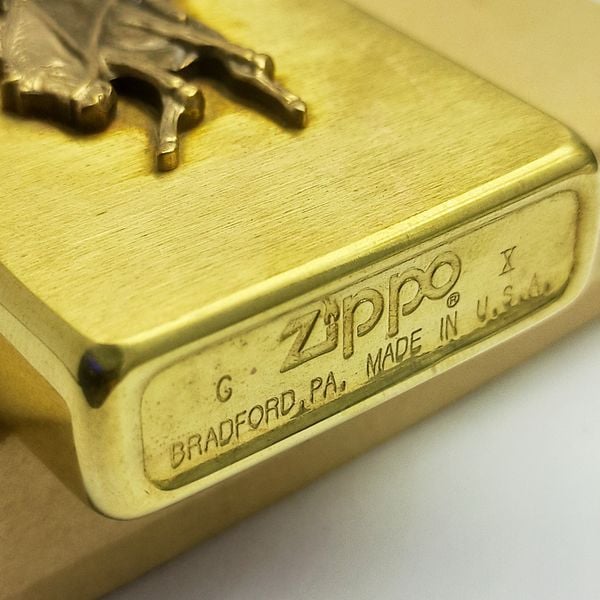 G Zippo® X
BRADFORD,PA. MADE IN U.S.A.